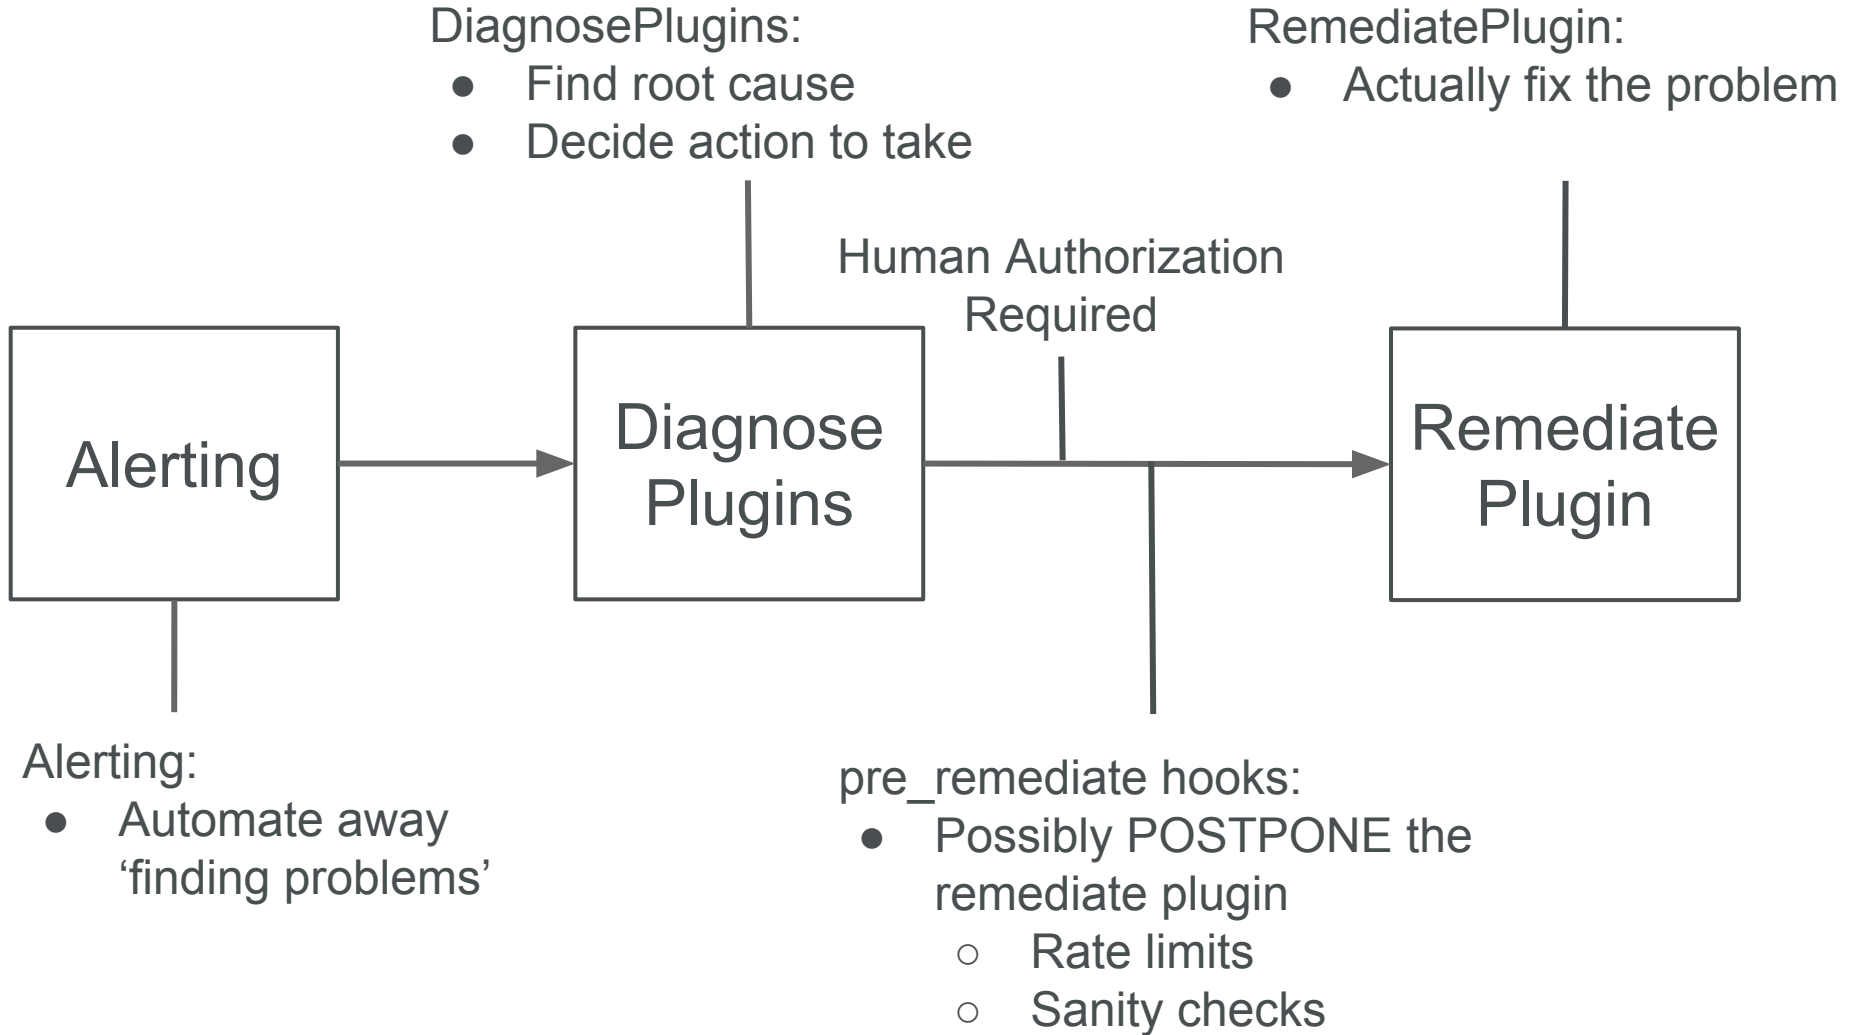 DiagnosePlugins:
● Find root cause
● Decide action to take
RemediatePlugin:
● Actually fix the problem
Human Authorization
Required
Alerting
Diagnose
Plugins
Remediate
Plugin
Alerting:
● Automate away
‘finding problems’
pre_remediate hooks:
● Possibly POSTPONE the
remediate plugin
○ Rate limits
○ Sanity checks